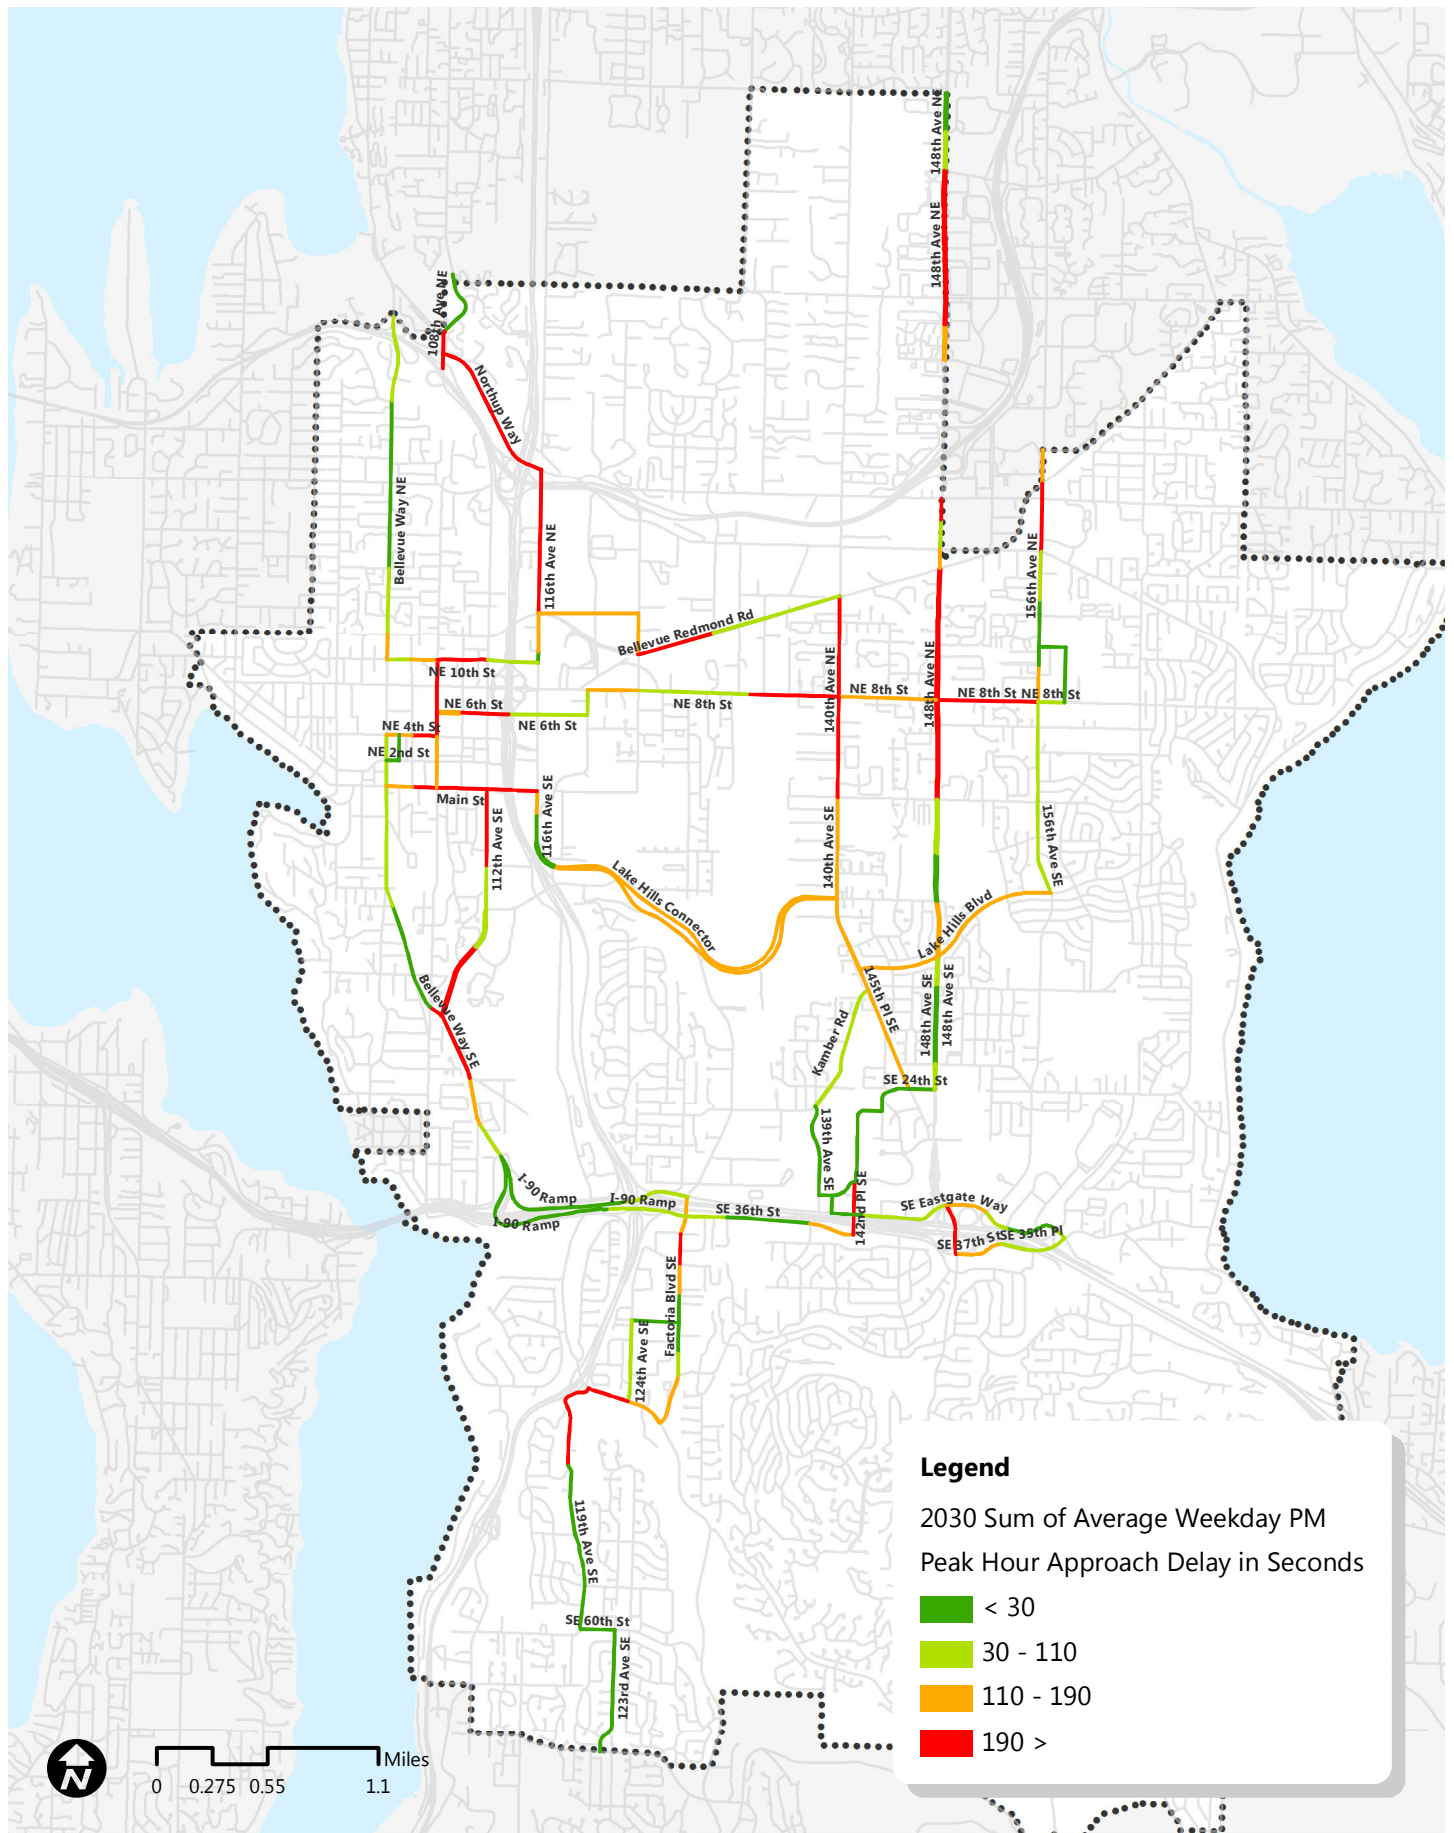 148th Ave NE
148th Ave NE
108th Ave NE
Northup Way
Bellevue Way NE
116th Ave NE
156th Ave NE
Bellevue Redmond Rd
NE 10th St
140th Ave NE
148th Ave NE
NE 8th St
NE 8th St
NE 8th St
NE 8th St
NE 6th St
NE 6th St
NE 4th St
NE 2nd St
Main St
116th Ave SE
112th Ave SE
140th Ave SE
156th Ave SE
Lake Hills Connector
Lake Hills Blvd
145th Pl SE
148th Ave SE
148th Ave SE
Bellevue Way SE
Kamber Rd
SE 24th St
139th Ave SE
142nd Pl SE
I-90 Ramp
I-90 Ramp
I-90 Ramp
SE 36th St
SE Eastgate Way
SE 37th St
SE 35th Pl
Factoria Blvd SE
124th Ave SE
119th Ave SE
SE 60th St
123rd Ave SE
Legend
2030 Sum of Average Weekday PM
Peak Hour Approach Delay in Seconds
< 30
30 - 110
110 - 190
190 >
N
Miles
0 0.275 0.55 1.1